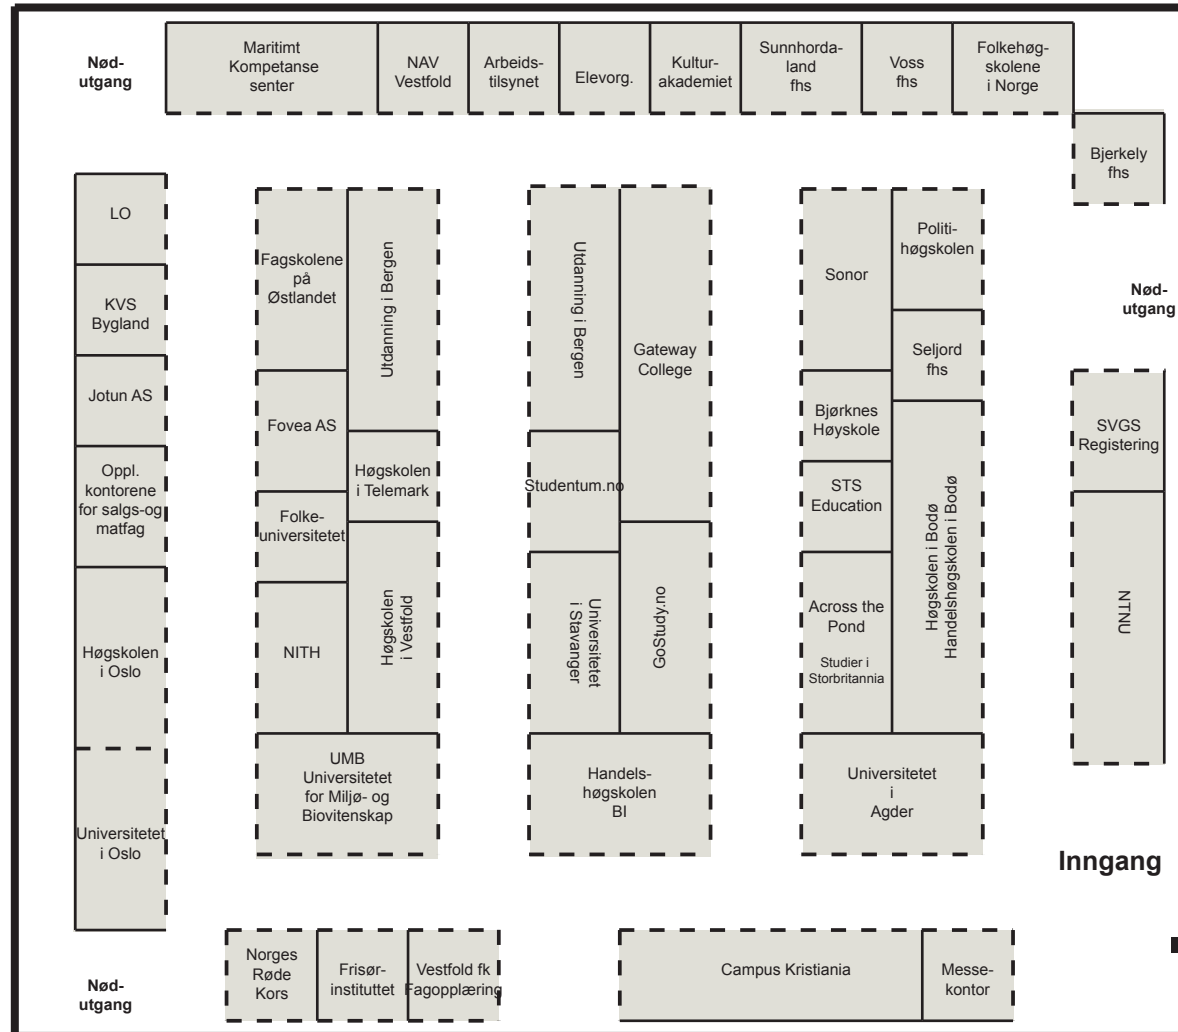 Nød-
utgang
Maritimt
Kompetanse
senter
NAV
Vestfold
Arbeids-
tilsynet
Elevorg.
Kultur-
akademiet
Sunnhorda-
land
fhs
Voss
fhs
Folkehøg-
skolene
i Norge
Bjerkely
fhs
LO
KVS
Bygland
Jotun AS
Oppl.
kontorene
for salgs-og
matfag
Høgskolen
i Oslo
Universitetet
i Oslo
Fagskolene
på
Østlandet
Fovea AS
Folke-
universitetet
NITH
Utdanning i Bergen
Høgskolen
i Telemark
Høgskolen
i Vestfold
UMB
Universitetet
for Miljø- og
Biovitenskap
Utdanning i Bergen
Studentum.no
Universitetet
i Stavanger
Gateway
College
GoStudy.no
Handels-
høgskolen
BI
Sonor
Bjørknes
Høyskole
STS
Education
Across the
Pond
Studier i
Storbritannia
Politi-
høgskolen
Seljord
fhs
Høgskolen i Bodø
Handelshøgskolen i Bodø
Universitetet
i
Agder
Nød-
utgang
SVGS
Registering
NTNU
Inngang
Nød-
utgang
Norges
Røde
Kors
Frisør-
instituttet
Vestfold fk
Fagopplæring
Campus Kristiania
Messe-
kontor